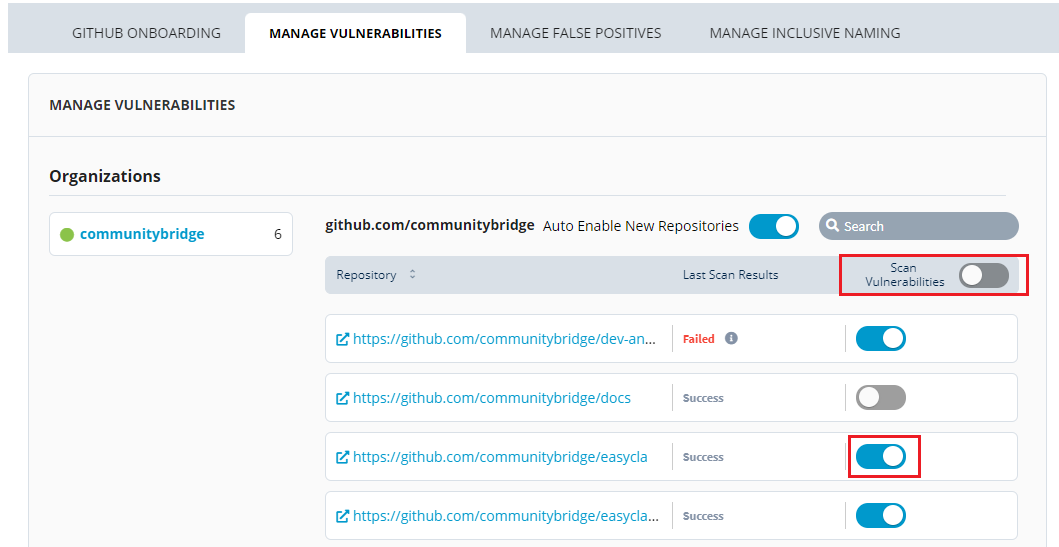 GITHUB ONBOARDING
MANAGE VULNERABILITIES
MANAGE FALSE POSITIVES
MANAGE INCLUSIVE NAMING
MANAGE VULNERABILITIES
Organizations
communitybridge 6
github.com/communitybridge Auto Enable New Repositories Search
Repository Last Scan Results Scan
Vulnerabilities
https://github.com/communitybridge/dev-an... Failed
https://github.com/communitybridge/docs Success
https://github.com/communitybridge/easycla Success
https://github.com/communitybridge/easycla... Success